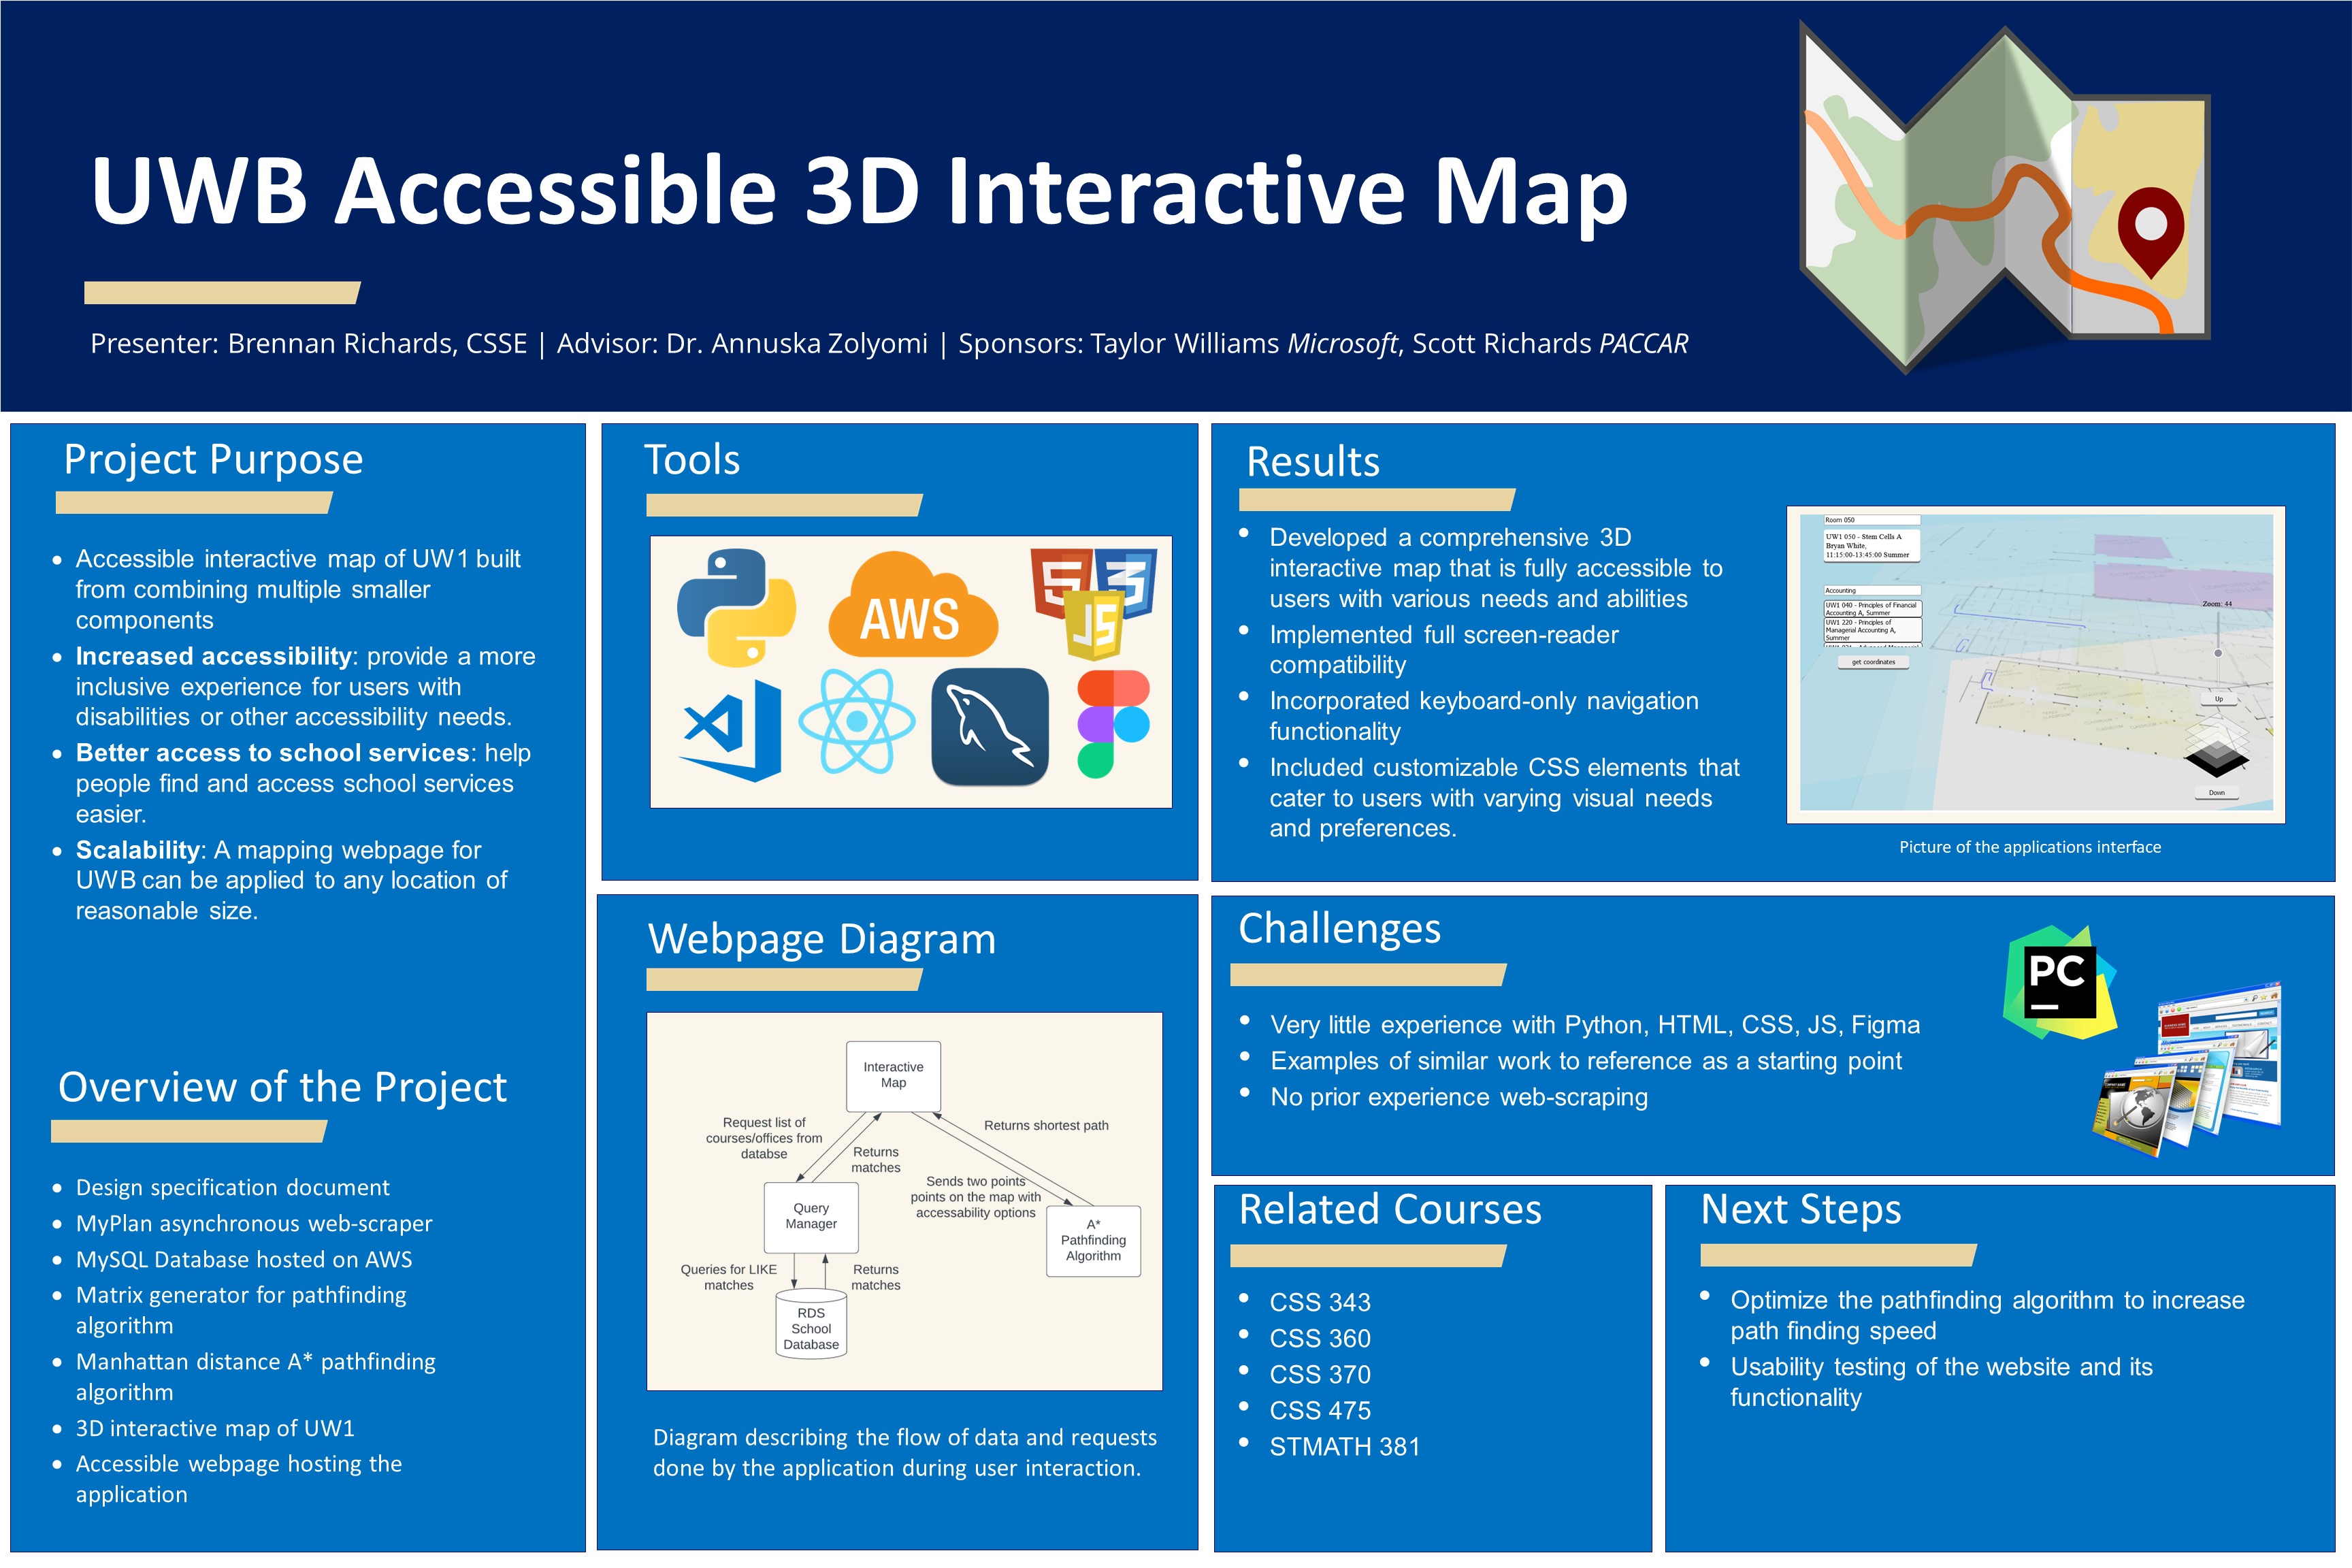 UWB Accessible 3D Interactive Map
Presenter: Brennan Richards, CSSE | Advisor: Dr. Annuska Zolyomi | Sponsors: Taylor Williams Microsoft, Scott Richards PACCAR
Project Purpose
• Accessible interactive map of UW1 built
from combining multiple smaller
components
• Increased accessibility: provide a more
inclusive experience for users with
disabilities or other accessibility needs.
• Better access to school services: help
people find and access school services
easier.
• Scalability: A mapping webpage for
UWB can be applied to any location of
reasonable size.
Overview of the Project
• Design specification document
• MyPlan asynchronous web-scraper
• MySQL Database hosted on AWS
• Matrix generator for pathfinding
algorithm
• Manhattan distance A* pathfinding
algorithm
• 3D interactive map of UW1
• Accessible webpage hosting the
application
Tools
AWS
5
3
JS
Webpage Diagram
Interactive
Map
Request list of
courses/offices from
databse
Returns
matches
Returns shortest path
Sends two points
points on the map with
accessability options
Query
Manager
A*
Pathfinding
Algorithm
Queries for LIKE
matches
Returns
matches
RDS
School
Database
Diagram describing the flow of data and requests
done by the application during user interaction.
Results
• Developed a comprehensive 3D
interactive map that is fully accessible to
users with various needs and abilities
• Implemented full screen-reader
compatibility
• Incorporated keyboard-only navigation
functionality
• Included customizable CSS elements that
cater to users with varying visual needs
and preferences.
Room 050
UW1 050 - Stem Cells A
Bryan White,
11:15:00-13:45:00 Summer
Accounting
UW1 040 - Principles of Financial
Accounting A, Summer
UW1 220 - Principles of
Managerial Accounting A,
Summer
get coordinates
Zoom: 44
Up
Down
Picture of the applications interface
Challenges
• Very little experience with Python, HTML, CSS, JS, Figma
• Examples of similar work to reference as a starting point
• No prior experience web-scraping
PC
Related Courses
• CSS 343
• CSS 360
• CSS 370
• CSS 475
• STMATH 381
Next Steps
• Optimize the pathfinding algorithm to increase
path finding speed
• Usability testing of the website and its
functionality